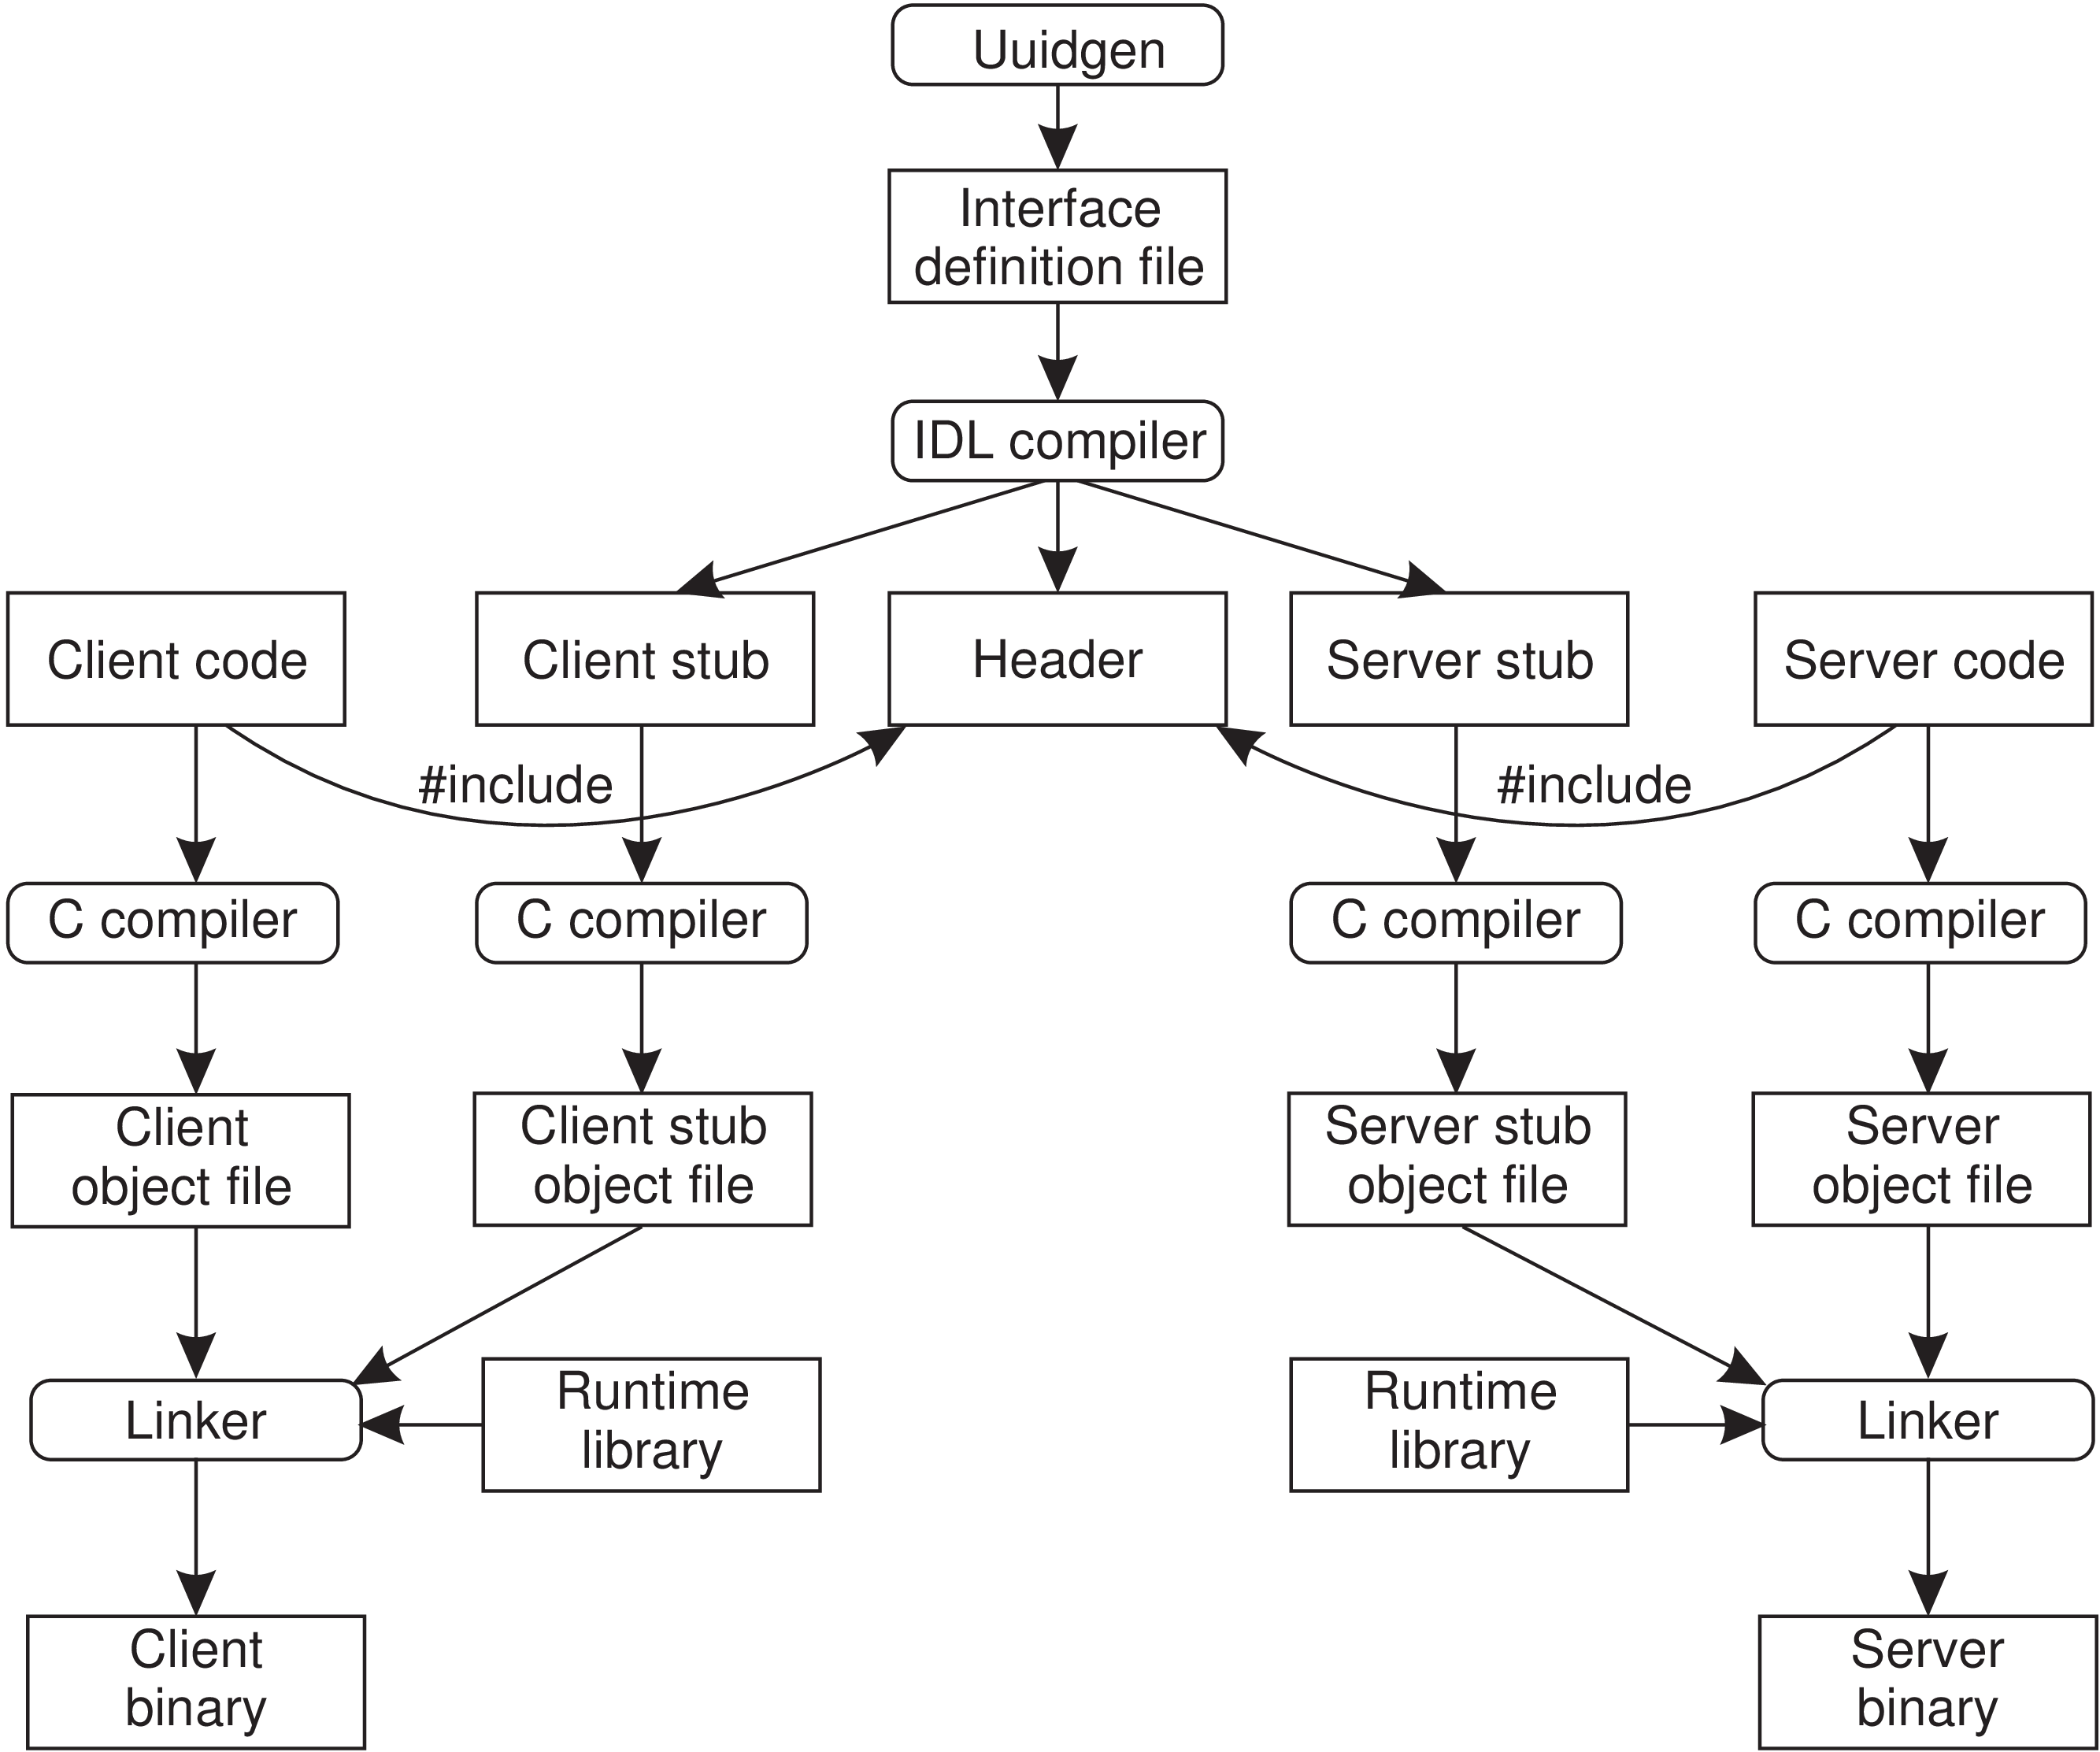 Uuidgen
Interface
definition file
IDL compiler
Client code
Client stub
Header
Server stub
Server code
#include
#include
C compiler
C compiler
C compiler
C compiler
Client
object file
Client stub
object file
Server stub
object file
Server
object file
Linker
Runtime
library
Runtime
library
Linker
Client
binary
Server
binary